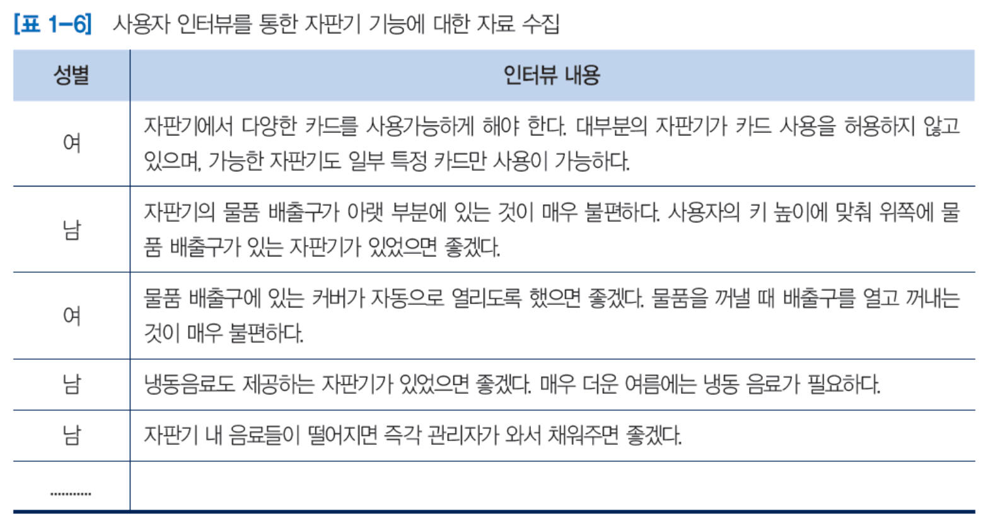 [표 1-6] 사용자 인터뷰를 통한 자판기 기능에 대한 자료 수집
성별 인터뷰 내용
여 자판기에서 다양한 카드를 사용가능하게 해야 한다. 대부분의 자판기가 카드 사용을 허용하지 않고
있으며, 가능한 자판기도 일부 특정 카드만 사용이 가능하다.
남 자판기의 물품 배출구가 아랫 부분에 있는 것이 매우 불편하다. 사용자의 키 높이에 맞춰 위쪽에 물
품 배출구가 있는 자판기가 있었으면 좋겠다.
여 물품 배출구에 있는 커버가 자동으로 열리도록 했으면 좋겠다. 물품을 꺼낼 때 배출구를 열고 꺼내는
것이 매우 불편하다.
남 냉동음료도 제공하는 자판기가 있었으면 좋겠다. 매우 더운 여름에는 냉동 음료가 필요하다.
남 자판기 내 음료들이 떨어지면 즉각 관리자가 와서 채워주면 좋겠다.
...........